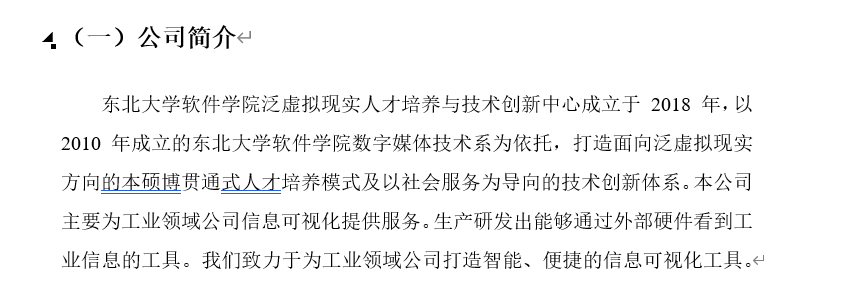 （一）公司简介
东北大学软件学院泛虚拟现实人才培养与技术创新中心成立于 2018 年，以
2010 年成立的东北大学软件学院数字媒体技术系为依托，打造面向泛虚拟现实
方向的本硕博贯通式人才培养模式及以社会服务为导向的技术创新体系。本公司
主要为工业领域公司信息可视化提供服务。生产研发出能够通过外部硬件看到工
业信息的工具。我们致力于为工业领域公司打造智能、便捷的信息可视化工具。